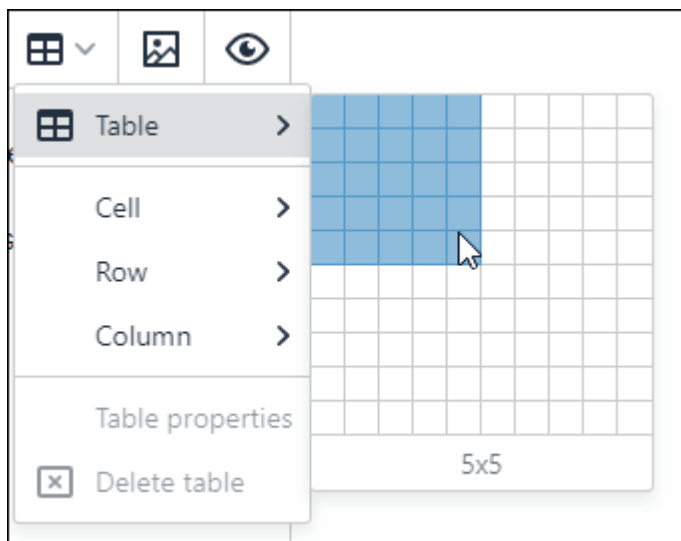 Table
Cell
Row
Column
Table properties
Delete table
5x5